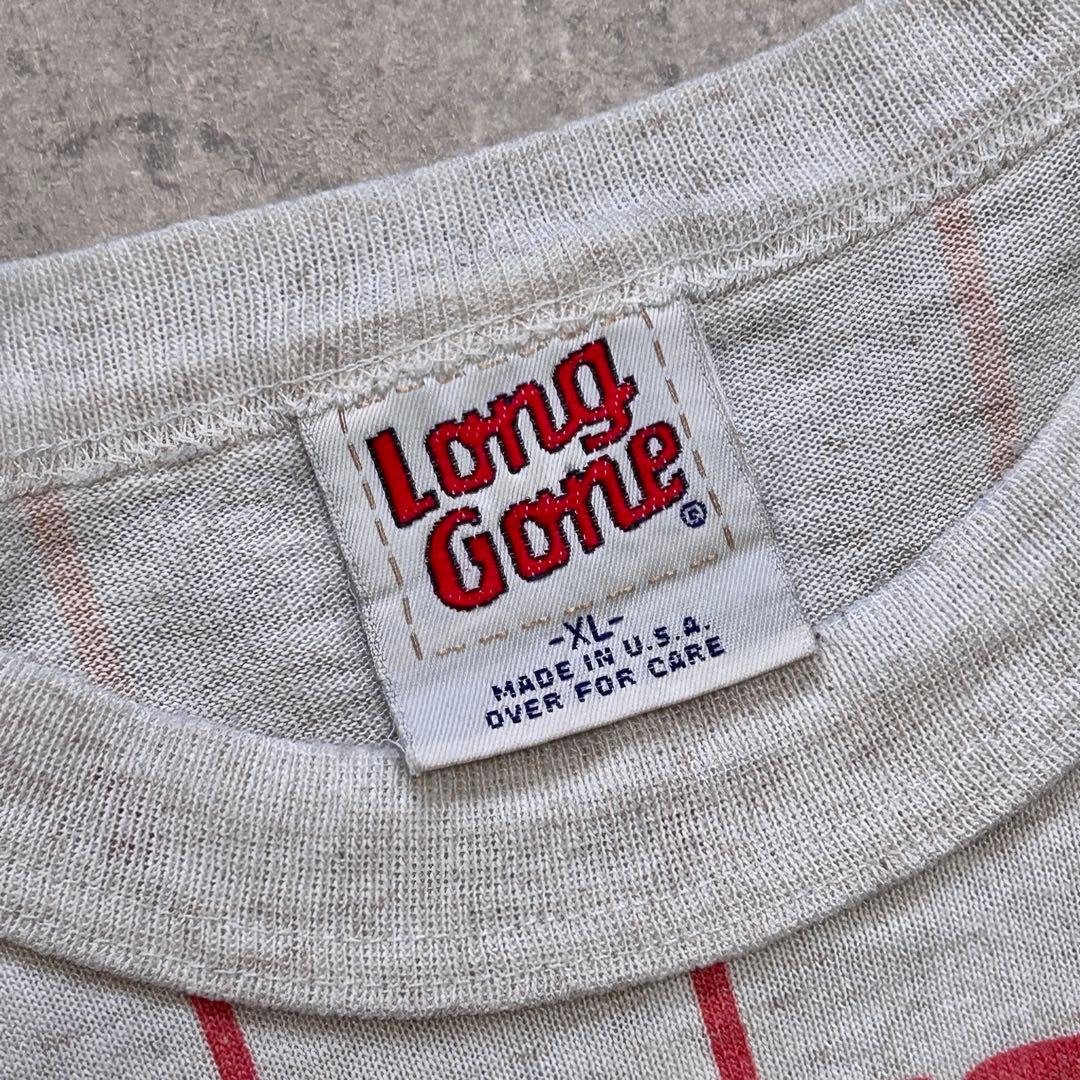 Long
Gone®
-XL-
MADE IN U.S.A.
OVER FOR CARE